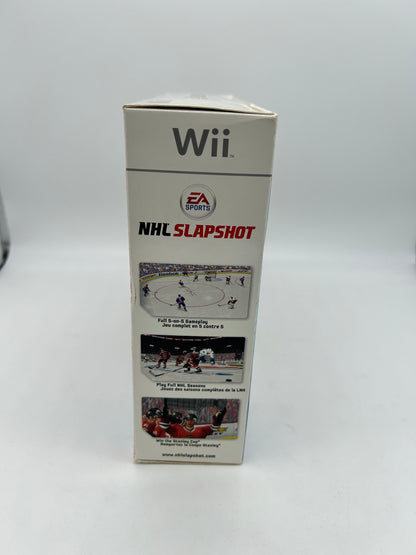 Wii
EA
SPORTS
NHL SLAPSHOT
Full 5-on-5 Gameplay
Jeu complet en 5 contre 5
Play Full NHL Seasons
Jouez des saisons complètes de la LNH
Win the Stanley Cup®
Remportez la Coupe Stanley
www.nhlslapshot.com